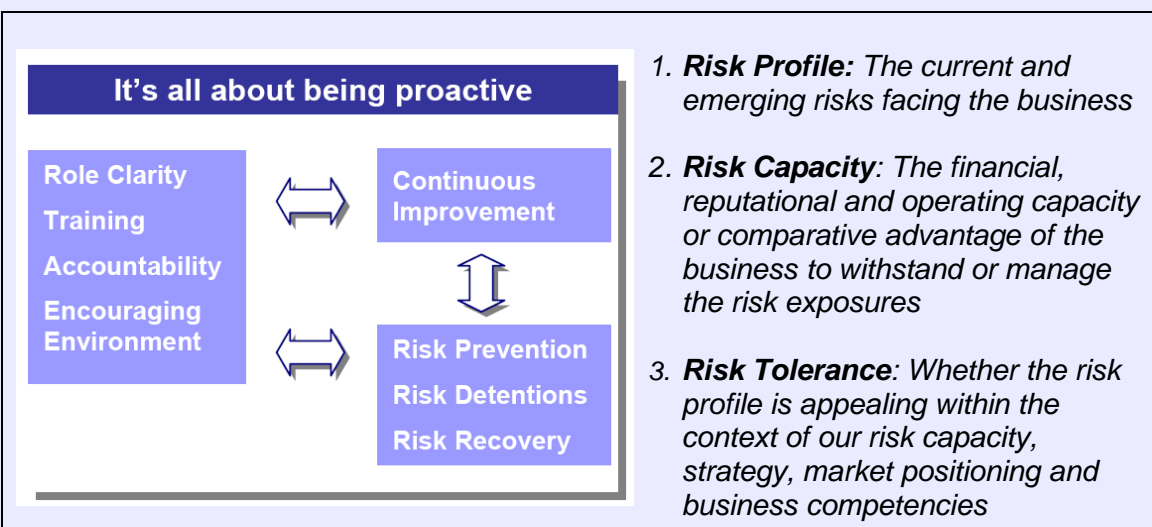 It's all about being proactive
Role Clarity
Training
Accountability
Encouraging
Environment
Continuous
Improvement
Risk Prevention
Risk Detentions
Risk Recovery
1. Risk Profile: The current and
emerging risks facing the business
2. Risk Capacity: The financial,
reputational and operating capacity
or comparative advantage of the
business to withstand or manage
the risk exposures
3. Risk Tolerance: Whether the risk
profile is appealing within the
context of our risk capacity,
strategy, market positioning and
business competencies